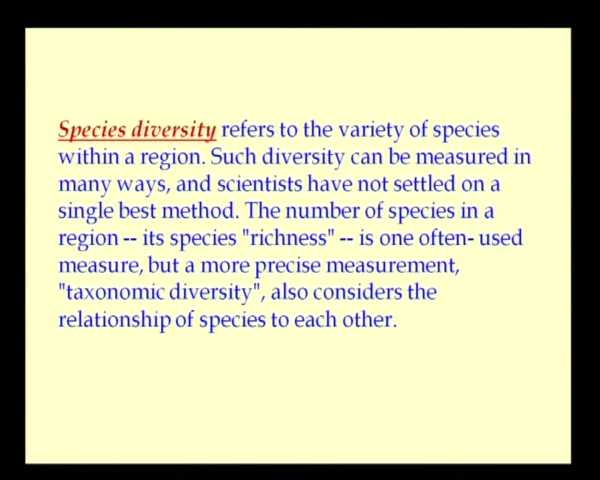 Species diversity refers to the variety of species
within a region. Such diversity can be measured in
many ways, and scientists have not settled on a
single best method. The number of species in a
region -- its species "richness" -- is one often- used
measure, but a more precise measurement,
"taxonomic diversity", also considers the
relationship of species to each other.